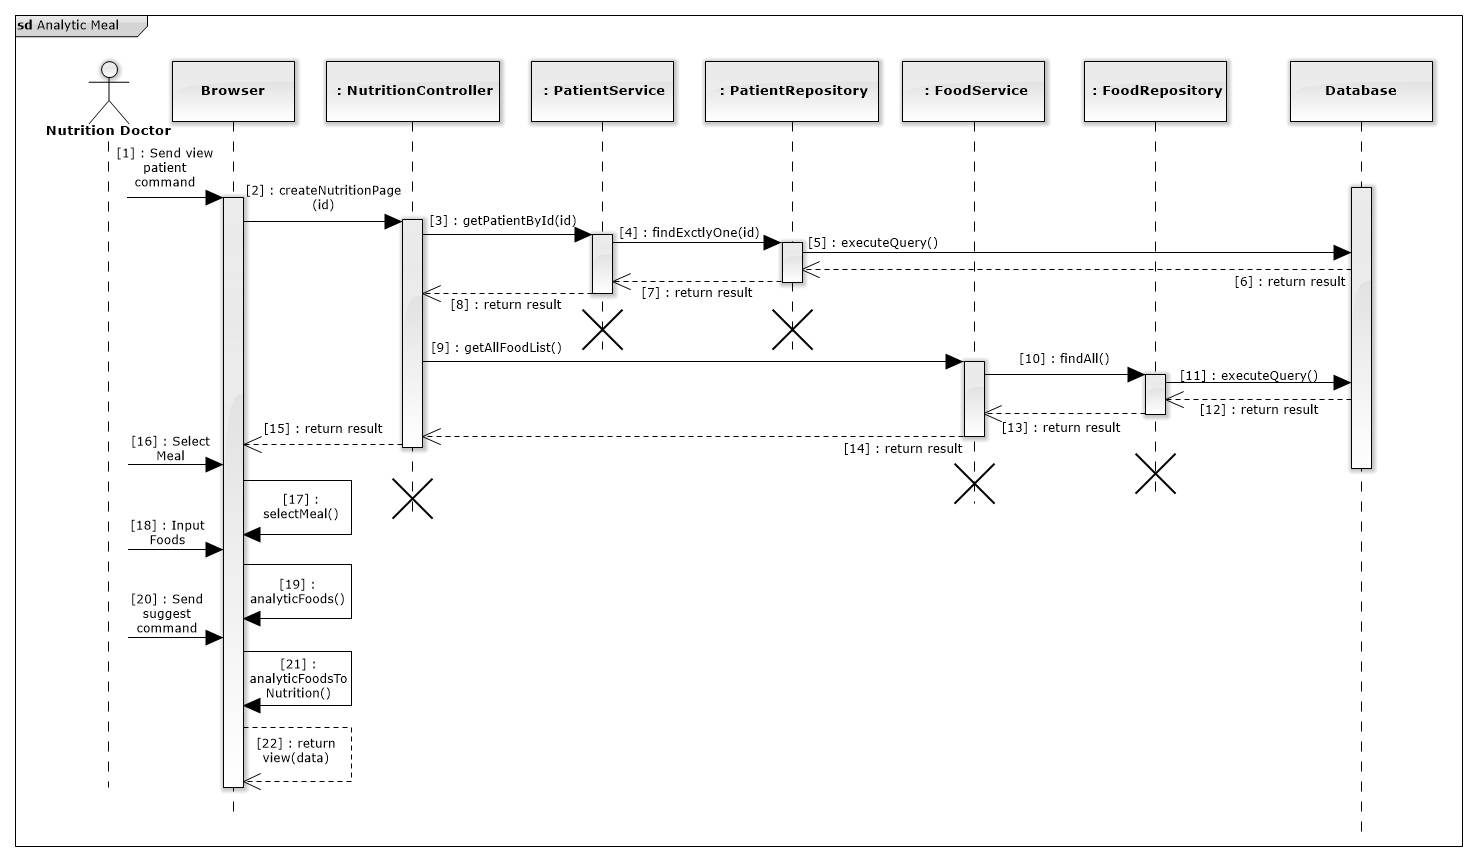 sd Analytic Meal
Nutrition Doctor
Browser
: NutritionController
: PatientService
: PatientRepository
: FoodService
: FoodRepository
Database
[1] : Send view
patient
command
[2] : createNutritionPage
(id)
[3] : getPatientById(id)
[4] : findExctlyOne(id)
[5] : executeQuery()
[6] : return result
[7] : return result
[8] : return result
[9] : getAllFoodList()
[10] : findAll()
[11] : executeQuery()
[12] : return result
[13] : return result
[14] : return result
[15] : return result
[16] : Select
Meal
[17] :
selectMeal()
[18] : Input
Foods
[19] :
analyticFoods()
[20] : Send
suggest
command
[21] :
analyticFoodsTo
Nutrition()
[22] : return
view(data)